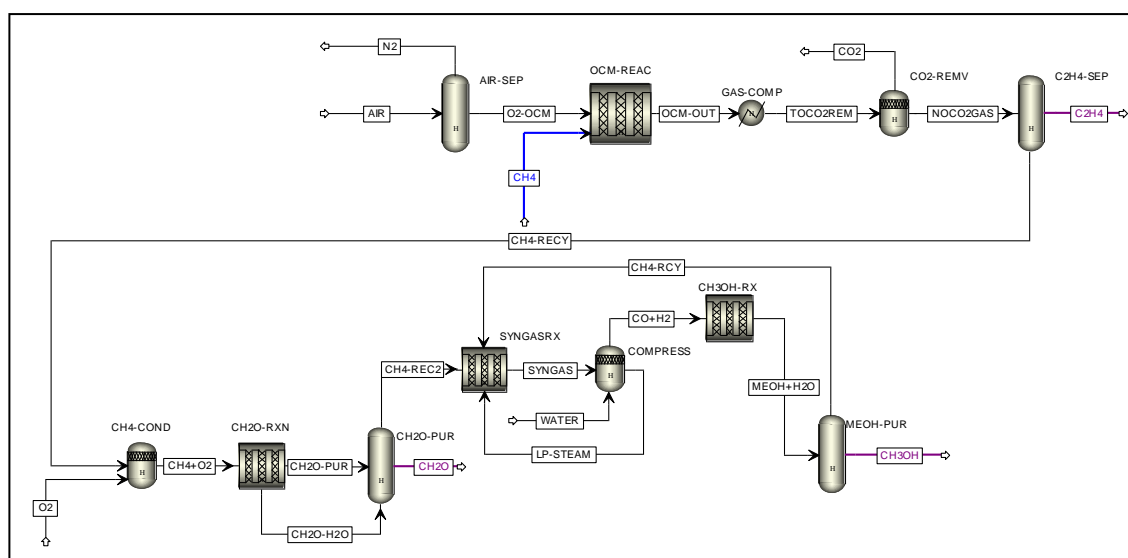 N2
CO2
AIR-SEP
OCM-REAC
CO2-REMV
C2H4-SEP
GAS-COMP
AIR
O2-OCM
OCM-OUT
TOCO2REM
NOCO2GAS
C2H4
H
H
H
H
CH4
CH4-RECY
CH4-RCY
CH3OH-RX
CO+H2
SYNGASRX
COMPRESS
CH4-REC2
SYNGAS
H
MEOH+H2O
WATER
MEOH-PUR
CH4-COND
CH2O-RXN
CH2O-PUR
LP-STEAM
CH4+O2
CH2O-PUR
CH2O
CH3OH
H
H
H
O2
CH2O-H2O